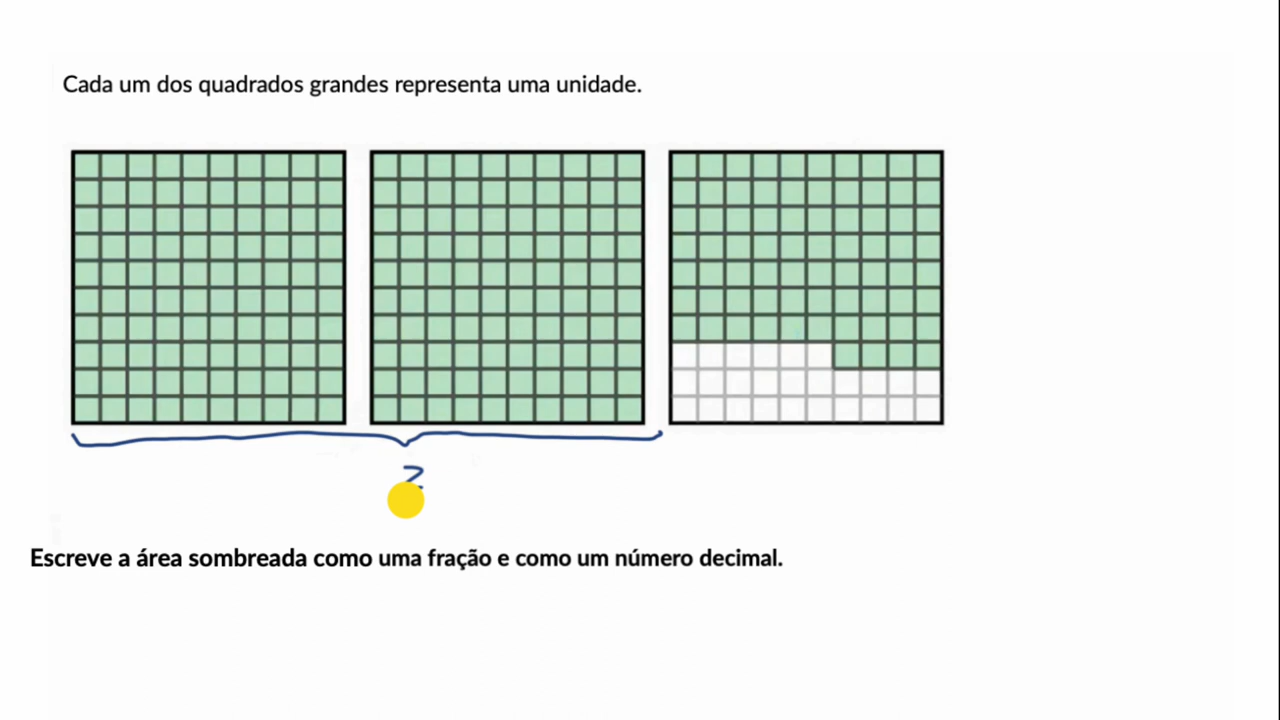 Cada um dos quadrados grandes representa uma unidade.
2
Escreve a área sombreada como uma fração e como um número decimal.